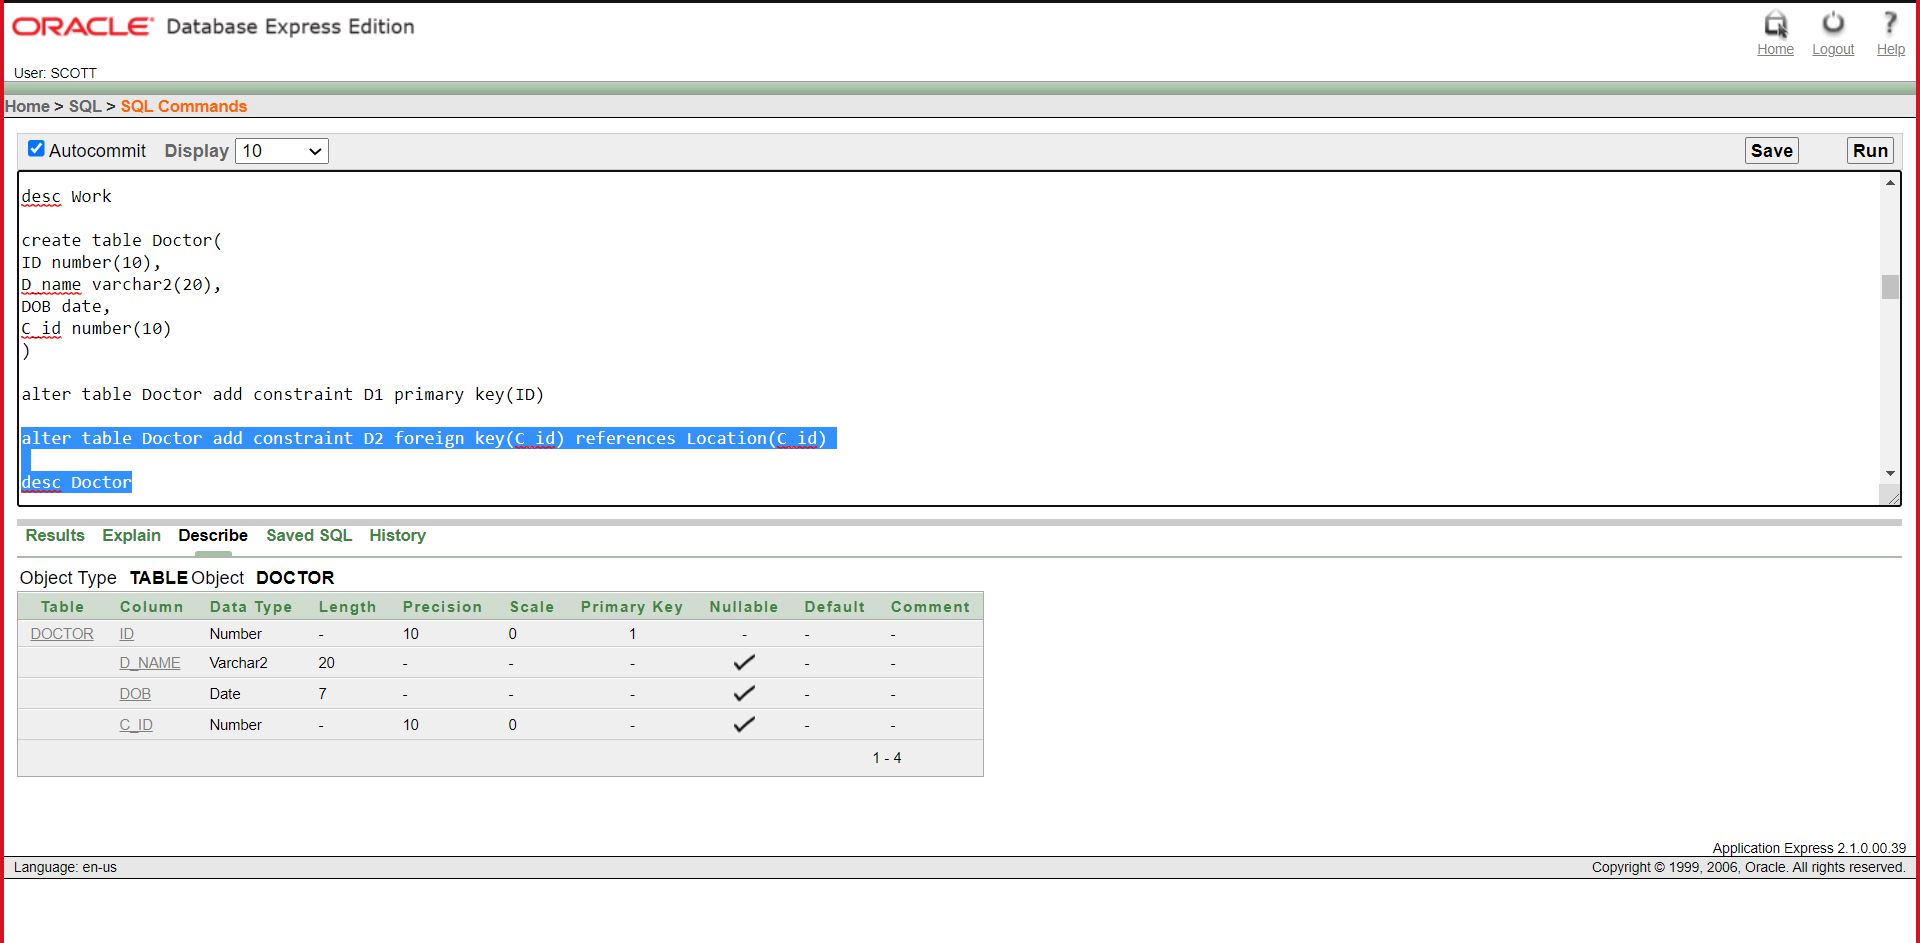 ORACLE Database Express Edition
Home Logout Help
User: SCOTT
Home > SQL > SQL Commands
Autocommit Display 10 Save Run
desc Work
create table Doctor(
ID number(10),
D_name varchar2(20),
DOB date,
C_id number(10)
)
alter table Doctor add constraint D1 primary key(ID)
alter table Doctor add constraint D2 foreign key(C_id) references Location(C_id)
desc Doctor
Results Explain Describe Saved SQL History
Object Type TABLE Object DOCTOR
Table Column Data Type Length Precision Scale Primary Key Nullable Default Comment
DOCTOR ID Number - 10 0 1 - - -
D_NAME Varchar2 20 - - - - -
DOB Date 7 - - - - -
C_ID Number - 10 0 - - -
1 - 4
Application Express 2.1.0.00.39
Language: en-us Copyright © 1999, 2006, Oracle. All rights reserved.